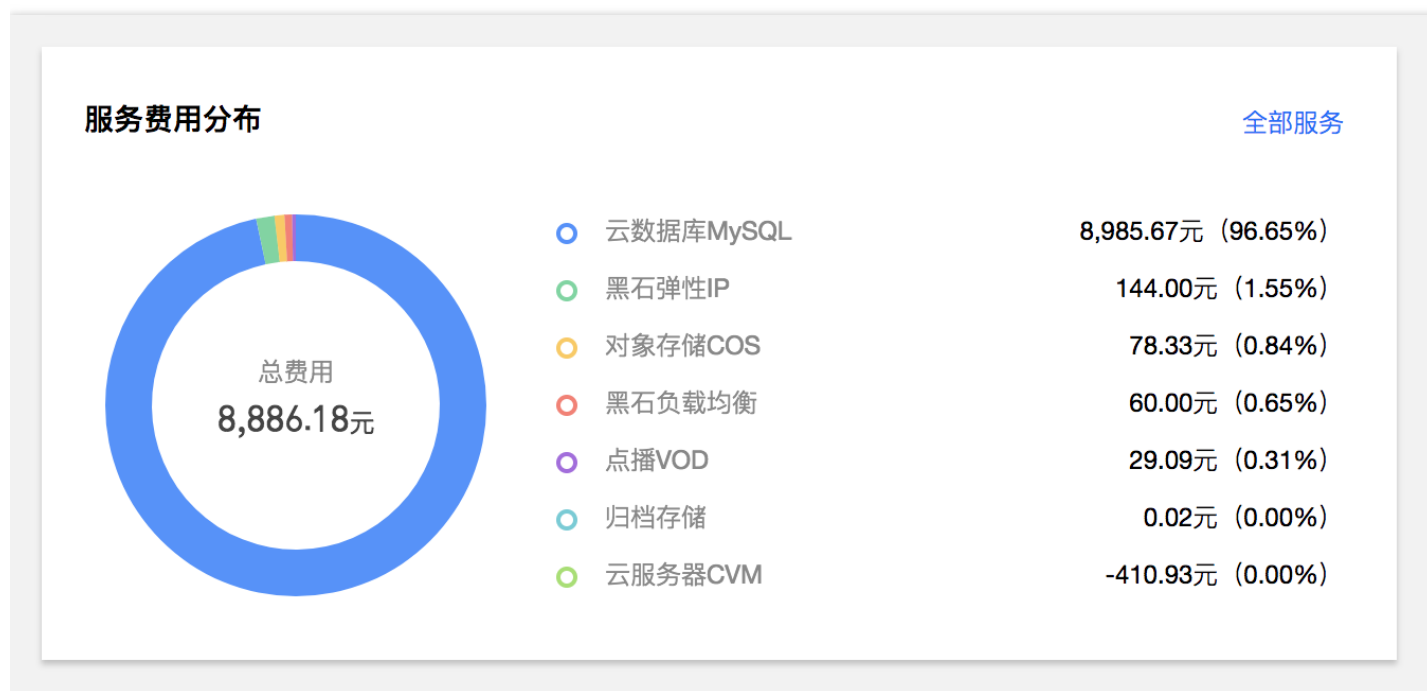 服务费用分布
全部服务
总费用
8,886.18元
云数据库MySQL 8,985.67元（96.65%）
黑石弹性IP 144.00元（1.55%）
对象存储COS 78.33元（0.84%）
黑石负载均衡 60.00元（0.65%）
点播VOD 29.09元（0.31%）
归档存储 0.02元（0.00%）
云服务器CVM -410.93元（0.00%）